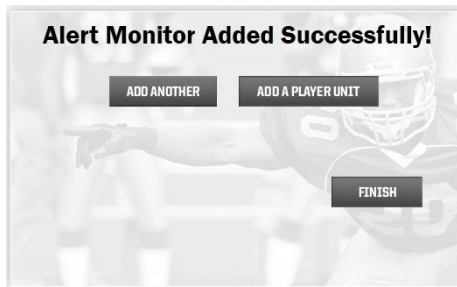 Alert Monitor Added Successfully!
ADD ANOTHER ADD A PLAYER UNIT
FINISH